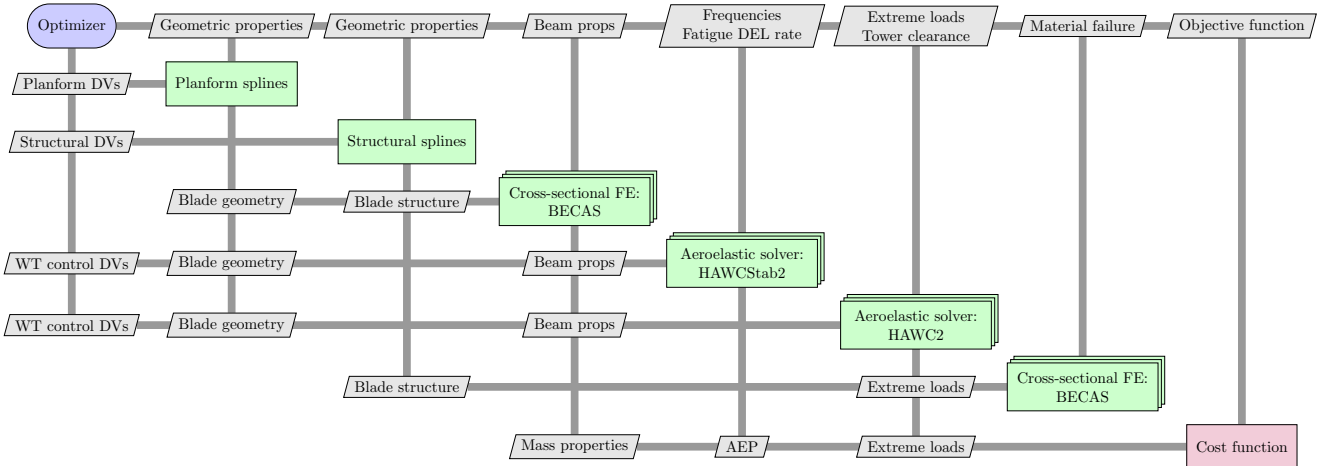 Optimizer
Geometric properties
Geometric properties
Beam props
Frequencies
Fatigue DEL rate
Extreme loads
Tower clearance
Material failure
Objective function
Planform DVs
Planform splines
Structural DVs
Structural splines
Blade geometry
Blade structure
Cross-sectional FE:
BECAS
WT control DVs
Blade geometry
Beam props
Aeroelastic solver:
HAWCStab2
WT control DVs
Blade geometry
Beam props
Aeroelastic solver:
HAWC2
Blade structure
Extreme loads
Cross-sectional FE:
BECAS
Mass properties
AEP
Extreme loads
Cost function